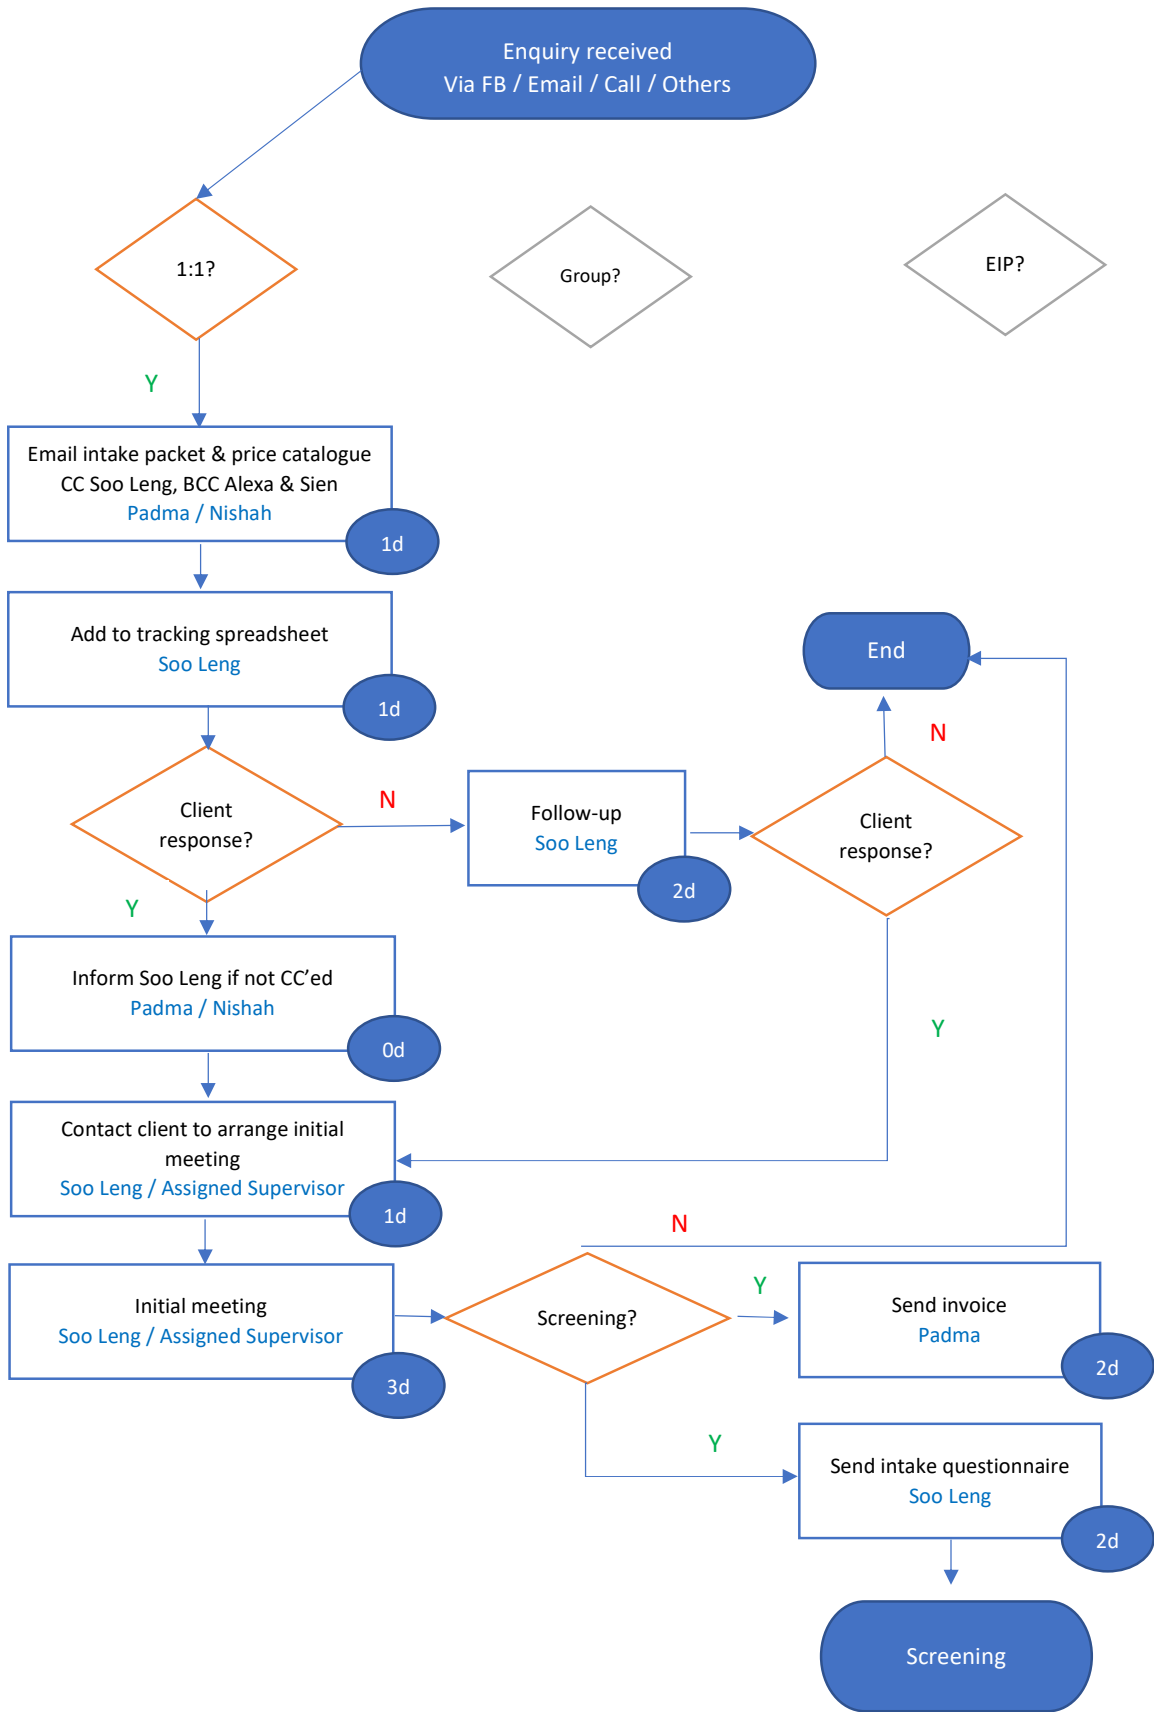 Enquiry received
Via FB / Email / Call / Others
1:1?
Group?
EIP?
Y
Email intake packet & price catalogue
CC Soo Leng, BCC Alexa & Sien
Padma / Nishah
1d
Add to tracking spreadsheet
Soo Leng
1d
End
N
Client
response?
N
Follow-up
Soo Leng
2d
Client
response?
Y
Inform Soo Leng if not CC’ed
Padma / Nishah
0d
Y
Contact client to arrange initial
meeting
Soo Leng / Assigned Supervisor
1d
N
Initial meeting
Soo Leng / Assigned Supervisor
3d
Screening?
Y
Send invoice
Padma
2d
Y
Send intake questionnaire
Soo Leng
2d
Screening